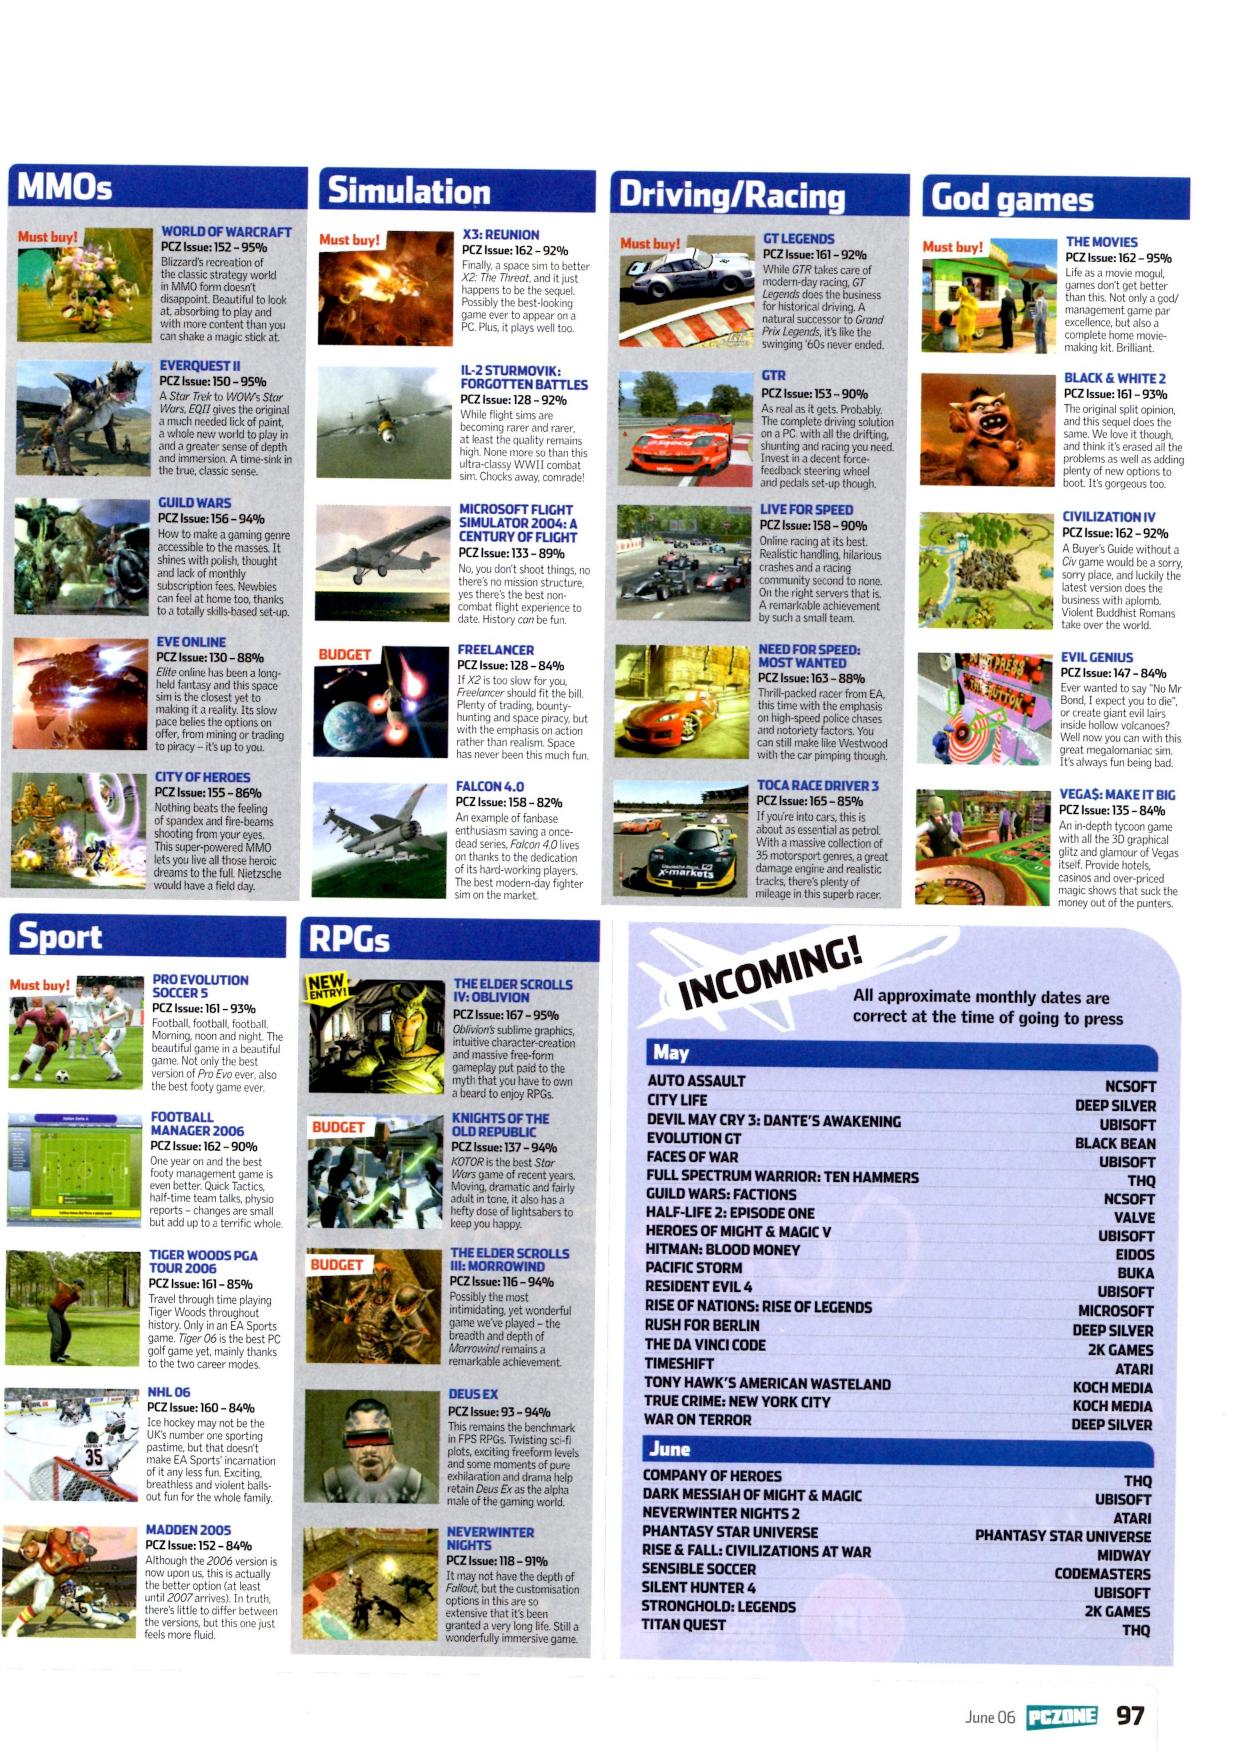 MMOs
Must buy!
WORLD OF WARCRAFT
PCZ Issue: 152 – 95%
Blizzard's recreation of
the classic strategy world
in MMO form doesn't
disappoint. Beautiful to look
at, absorbing to play and
with more content than you
can shake a magic stick at.
EVERQUEST II
PCZ Issue: 150 – 95%
A Star Trek to WOW's Star
Wars, EQII gives the original
a much needed lick of paint,
a whole new world to play in
and a greater sense of depth
and immersion. A time-sink in
the true, classic sense.
GUILD WARS
PCZ Issue: 156 – 94%
How to make a gaming genre
accessible to the masses. It
shines with polish, thought
and lack of monthly
subscription fees. Newbies
can feel at home too, thanks
to a totally skills-based set-up.
EVE ONLINE
PCZ Issue: 130 – 88%
Elite online has been a long-
held fantasy and this space
sim is the closest yet to
making it a reality. Its slow
pace belies the options on
offer, from mining or trading
to piracy – it's up to you.
CITY OF HEROES
PCZ Issue: 155 – 86%
Nothing beats the feeling
of spandex and fire-beams
shooting from your eyes.
This super-powered MMO
lets you live all those heroic
dreams to the full. Nietzsche
would have a field day.
Simulation
Must buy!
X3: REUNION
PCZ Issue: 162 – 92%
Finally, a space sim to better
X2: The Threat, and it just
happens to be the sequel.
Possibly the best-looking
game ever to appear on a
PC. Plus, it plays well too.
IL-2 STURMOVIK:
FORGOTTEN BATTLES
PCZ Issue: 128 – 92%
While flight sims are
becoming rarer and rarer,
at least the quality remains
high. None more so than this
ultra-classy WWII combat
sim. Chocks away, comrade!
MICROSOFT FLIGHT
SIMULATOR 2004: A
CENTURY OF FLIGHT
PCZ Issue: 133 – 89%
No, you don't shoot things, no
there's no mission structure,
yes there's the best non-
combat flight experience to
date. History can be fun.
BUDGET
FREELANCER
PCZ Issue: 128 – 84%
If X2 is too slow for you,
Freelancer should fit the bill.
Plenty of trading, bounty-
hunting and space piracy, but
with the emphasis on action
rather than realism. Space
has never been this much fun.
FALCON 4.0
PCZ Issue: 158 – 82%
An example of fanbase
enthusiasm saving a once-
dead series, Falcon 4.0 lives
on thanks to the dedication
of its hard-working players.
The best modern-day fighter
sim on the market.
Driving/Racing
Must buy!
GT LEGENDS
PCZ Issue: 161 – 92%
While GTR takes care of
modern-day racing, GT
Legends does the business
for historical driving. A
natural successor to Grand
Prix Legends, it's like the
swinging '60s never ended.
GTR
PCZ Issue: 153 – 90%
As real as it gets. Probably.
The complete driving solution
on a PC with all the drifting,
shunting and racing you need.
Invest in a decent force-
feedback steering wheel
and pedals set-up though.
LIVE FOR SPEED
PCZ Issue: 158 – 90%
Online racing at its best.
Realistic handling, hilarious
crashes and a racing
community second to none.
On the right servers that is.
A remarkable achievement
by such a small team.
NEED FOR SPEED:
MOST WANTED
PCZ Issue: 163 – 88%
Thrill-packed racer from EA,
this time with the emphasis
on high-speed police chases
and notoriety factors. You
can still make like Westwood
with the car pimping though.
x-markets
TOCA RACE DRIVER 3
PCZ Issue: 165 – 85%
If you're into cars, this is
about as essential as petrol.
With a massive collection of
35 motorsport genres, a great
damage engine and realistic
tracks, there's plenty of
mileage in this superb racer.
God games
Must buy!
THE MOVIES
PCZ Issue: 162 – 95%
Life as a movie mogul,
games don't get better
than this. Not only a god/
management game par
excellence, but also a
complete home movie-
making kit. Brilliant.
BLACK & WHITE 2
PCZ Issue: 161 – 93%
The original split opinion,
and this sequel does the
same. We love it though,
and think it's erased all the
problems as well as adding
plenty of new options to
boot. It's gorgeous too.
CIVILIZATION IV
PCZ Issue: 162 – 92%
A Buyer's Guide without a
Civ game would be a sorry,
sorry place, and luckily the
latest version does the
business with aplomb.
Violent Buddhist Romans
take over the world.
EVIL GENIUS
PCZ Issue: 147 – 84%
Ever wanted to say "No Mr
Bond, I expect you to die",
or create giant evil lairs
inside hollow volcanoes?
Well now you can with this
great megalomaniac sim.
It's always fun being bad.
VEGA$: MAKE IT BIG
PCZ Issue: 135 – 84%
An in-depth tycoon game
with all the 3D graphical
glitz and glamour of Vegas
itself. Provide hotels,
casinos and over-priced
magic shows that suck the
money out of the punters.
Sport
Must buy!
PRO EVOLUTION
SOCCER 5
PCZ Issue: 161 – 93%
Football, football, football.
Morning, noon and night. The
beautiful game in a beautiful
game. Not only the best
version of Pro Evo ever, also
the best footy game ever.
FOOTBALL
MANAGER 2006
PCZ Issue: 162 – 90%
One year on and the best
footy management game is
even better. Quick Tactics,
half-time team talks, physio
reports – changes are small
but add up to a terrific whole.
TIGER WOODS PGA
TOUR 2006
PCZ Issue: 161 – 85%
Travel through time playing
Tiger Woods throughout
history. Only in an EA Sports
game. Tiger 06 is the best PC
golf game yet, mainly thanks
to the two career modes.
35
NHL 06
PCZ Issue: 160 – 84%
Ice hockey may not be the
UK's number one sporting
pastime, but that doesn't
make EA Sports' incarnation
of it any less fun. Exciting,
breathless and violent balls-
out fun for the whole family.
MADDEN 2005
PCZ Issue: 152 – 84%
Although the 2006 version is
now upon us, this is actually
the better option (at least
until 2007 arrives). In truth,
there's little to differ between
the versions, but this one just
feels more fluid.
RPGs
NEW
ENTRY!
THE ELDER SCROLLS
IV: OBLIVION
PCZ Issue: 167 – 95%
Oblivion's sublime graphics,
intuitive character-creation
and massive free-form
gameplay put paid to the
myth that you have to own
a beard to enjoy RPGs.
BUDGET
KNIGHTS OF THE
OLD REPUBLIC
PCZ Issue: 137 – 94%
KOTOR is the best Star
Wars game of recent years.
Moving, dramatic and fairly
adult in tone, it also has a
hefty dose of lightsabers to
keep you happy.
BUDGET
THE ELDER SCROLLS
III: MORROWIND
PCZ Issue: 116 – 94%
Possibly the most
intimidating, yet wonderful
game we've played – the
breadth and depth of
Morrowind remains a
remarkable achievement.
DEUS EX
PCZ Issue: 93 – 94%
This remains the benchmark
in FPS RPGs. Twisting sci-fi
plots, exciting freeform levels
and some moments of pure
exhilaration and drama help
retain Deus Ex as the alpha
male of the gaming world.
NEVERWINTER
NIGHTS
PCZ Issue: 118 – 91%
It may not have the depth of
Fallout, but the customisation
options in this are so
extensive that it's been
granted a very long life. Still a
wonderfully immersive game.
INCOMING!
All approximate monthly dates are
correct at the time of going to press
May
AUTO ASSAULT NCSOFT
CITY LIFE DEEP SILVER
DEVIL MAY CRY 3: DANTE'S AWAKENING UBISOFT
EVOLUTION GT BLACK BEAN
FACES OF WAR UBISOFT
FULL SPECTRUM WARRIOR: TEN HAMMERS THQ
GUILD WARS: FACTIONS NCSOFT
HALF-LIFE 2: EPISODE ONE VALVE
HEROES OF MIGHT & MAGIC V UBISOFT
HITMAN: BLOOD MONEY EIDOS
PACIFIC STORM BUKA
RESIDENT EVIL 4 UBISOFT
RISE OF NATIONS: RISE OF LEGENDS MICROSOFT
RUSH FOR BERLIN DEEP SILVER
THE DA VINCI CODE 2K GAMES
TIMESHIFT ATARI
TONY HAWK'S AMERICAN WASTELAND KOCH MEDIA
TRUE CRIME: NEW YORK CITY KOCH MEDIA
WAR ON TERROR DEEP SILVER
June
COMPANY OF HEROES THQ
DARK MESSIAH OF MIGHT & MAGIC UBISOFT
NEVERWINTER NIGHTS 2 ATARI
PHANTASY STAR UNIVERSE PHANTASY STAR UNIVERSE
RISE & FALL: CIVILIZATIONS AT WAR MIDWAY
SENSIBLE SOCCER CODEMASTERS
SILENT HUNTER 4 UBISOFT
STRONGHOLD: LEGENDS 2K GAMES
TITAN QUEST THQ
June 06 PCZONE 97